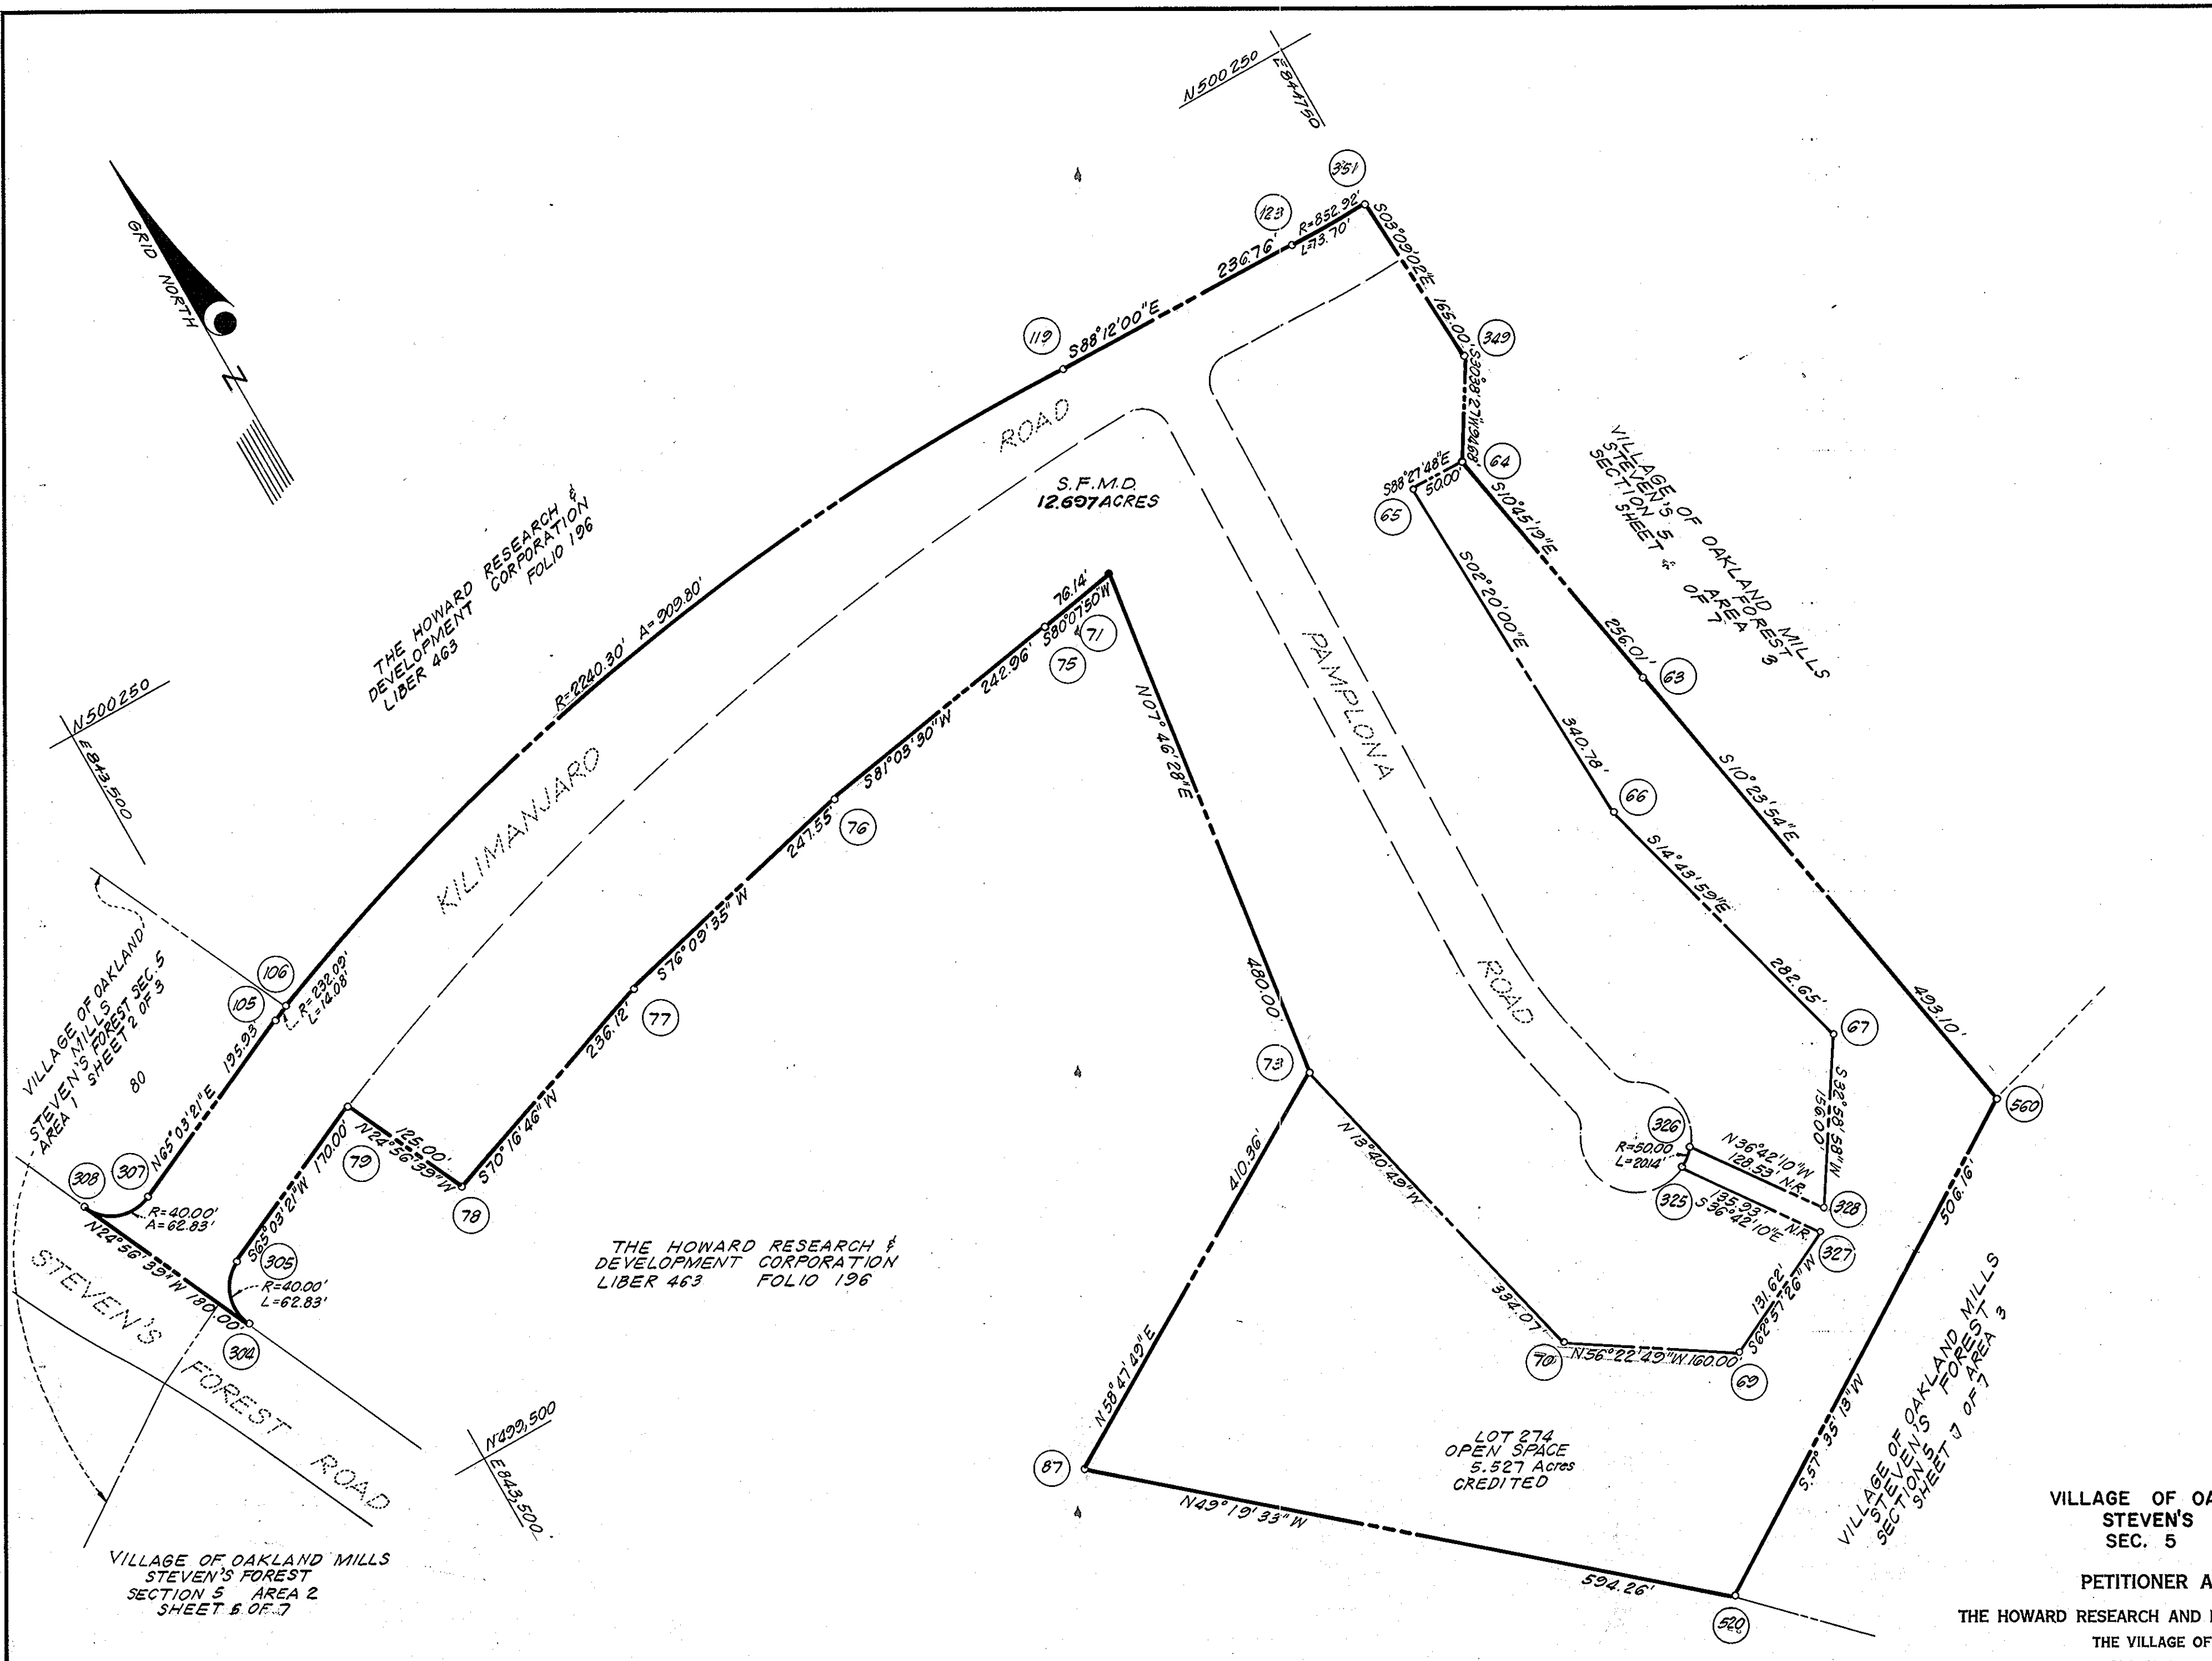 N500250
E844750
351
123
R=852.92'
L=73.70'
236.76'
S88°12'00"E
119
S03°09'02"E 165.00'
349
S30°38'27"W 94.68'
64
S88°27'48"E
50.00'
65
S10°45'19"E
256.01'
63
S10°23'54"E
493.10'
560
VILLAGE OF OAKLAND MILLS
STEVEN'S FOREST
SECTION 5 AREA 3
OF 7
GRID NORTH
N
ROAD
S.F.M.D.
12.697 ACRES
THE HOWARD RESEARCH &
DEVELOPMENT CORPORATION
LIBER 463 FOLIO 196
R=2240.30' A=909.80'
76.14'
S80°07'50"W
71
75
242.96'
S81°03'30"W
76
247.55'
S76°09'35"W
77
236.12'
S70°16'46"W
78
N07°46'28"E
480.00'
73
S02°20'00"E
340.78'
66
S14°43'59"E
282.65'
67
S32°58'58"W
156.00'
PAMPLONA
ROAD
N500250
E843,500
KILIMANJARO
VILLAGE OF OAKLAND
MILLS
STEVEN'S FOREST SEC. 5
AREA 1 SHEET 2 OF 3
80
106
105
R=232.09'
L=14.08'
195.93'
N65°03'21"E
307
308
R=40.00'
A=62.83'
N24°56'39"W 180.00'
79
125.00'
N24°56'39"W
170.00'
S65°03'21"W
305
R=40.00'
L=62.83'
304
STEVEN'S
FOREST
ROAD
THE HOWARD RESEARCH &
DEVELOPMENT CORPORATION
LIBER 463 FOLIO 196
410.36'
N58°47'49"E
87
N13°40'49"W
334.07'
70
N56°22'49"W 160.00'
69
326
R=50.00
L=20.14'
325
N36°42'10"W
128.53' N.R.
135.93' N.R.
S36°42'10"E
328
327
131.62'
S62°57'26"W
506.16'
S.57°35'13"W
VILLAGE OF OAKLAND MILLS
STEVEN'S FOREST
SECTION 5 AREA 3
OF 7
LOT 274
OPEN SPACE
5.527 Acres
CREDITED
N49°19'33"W
594.26'
520
N499,500
E843,500
VILLAGE OF OAKLAND MILLS
STEVEN'S FOREST
SECTION 5 AREA 2
SHEET 6 OF 7
VILLAGE OF OA
STEVEN'S
SEC. 5
PETITIONER A
THE HOWARD RESEARCH AND
THE VILLAGE OF